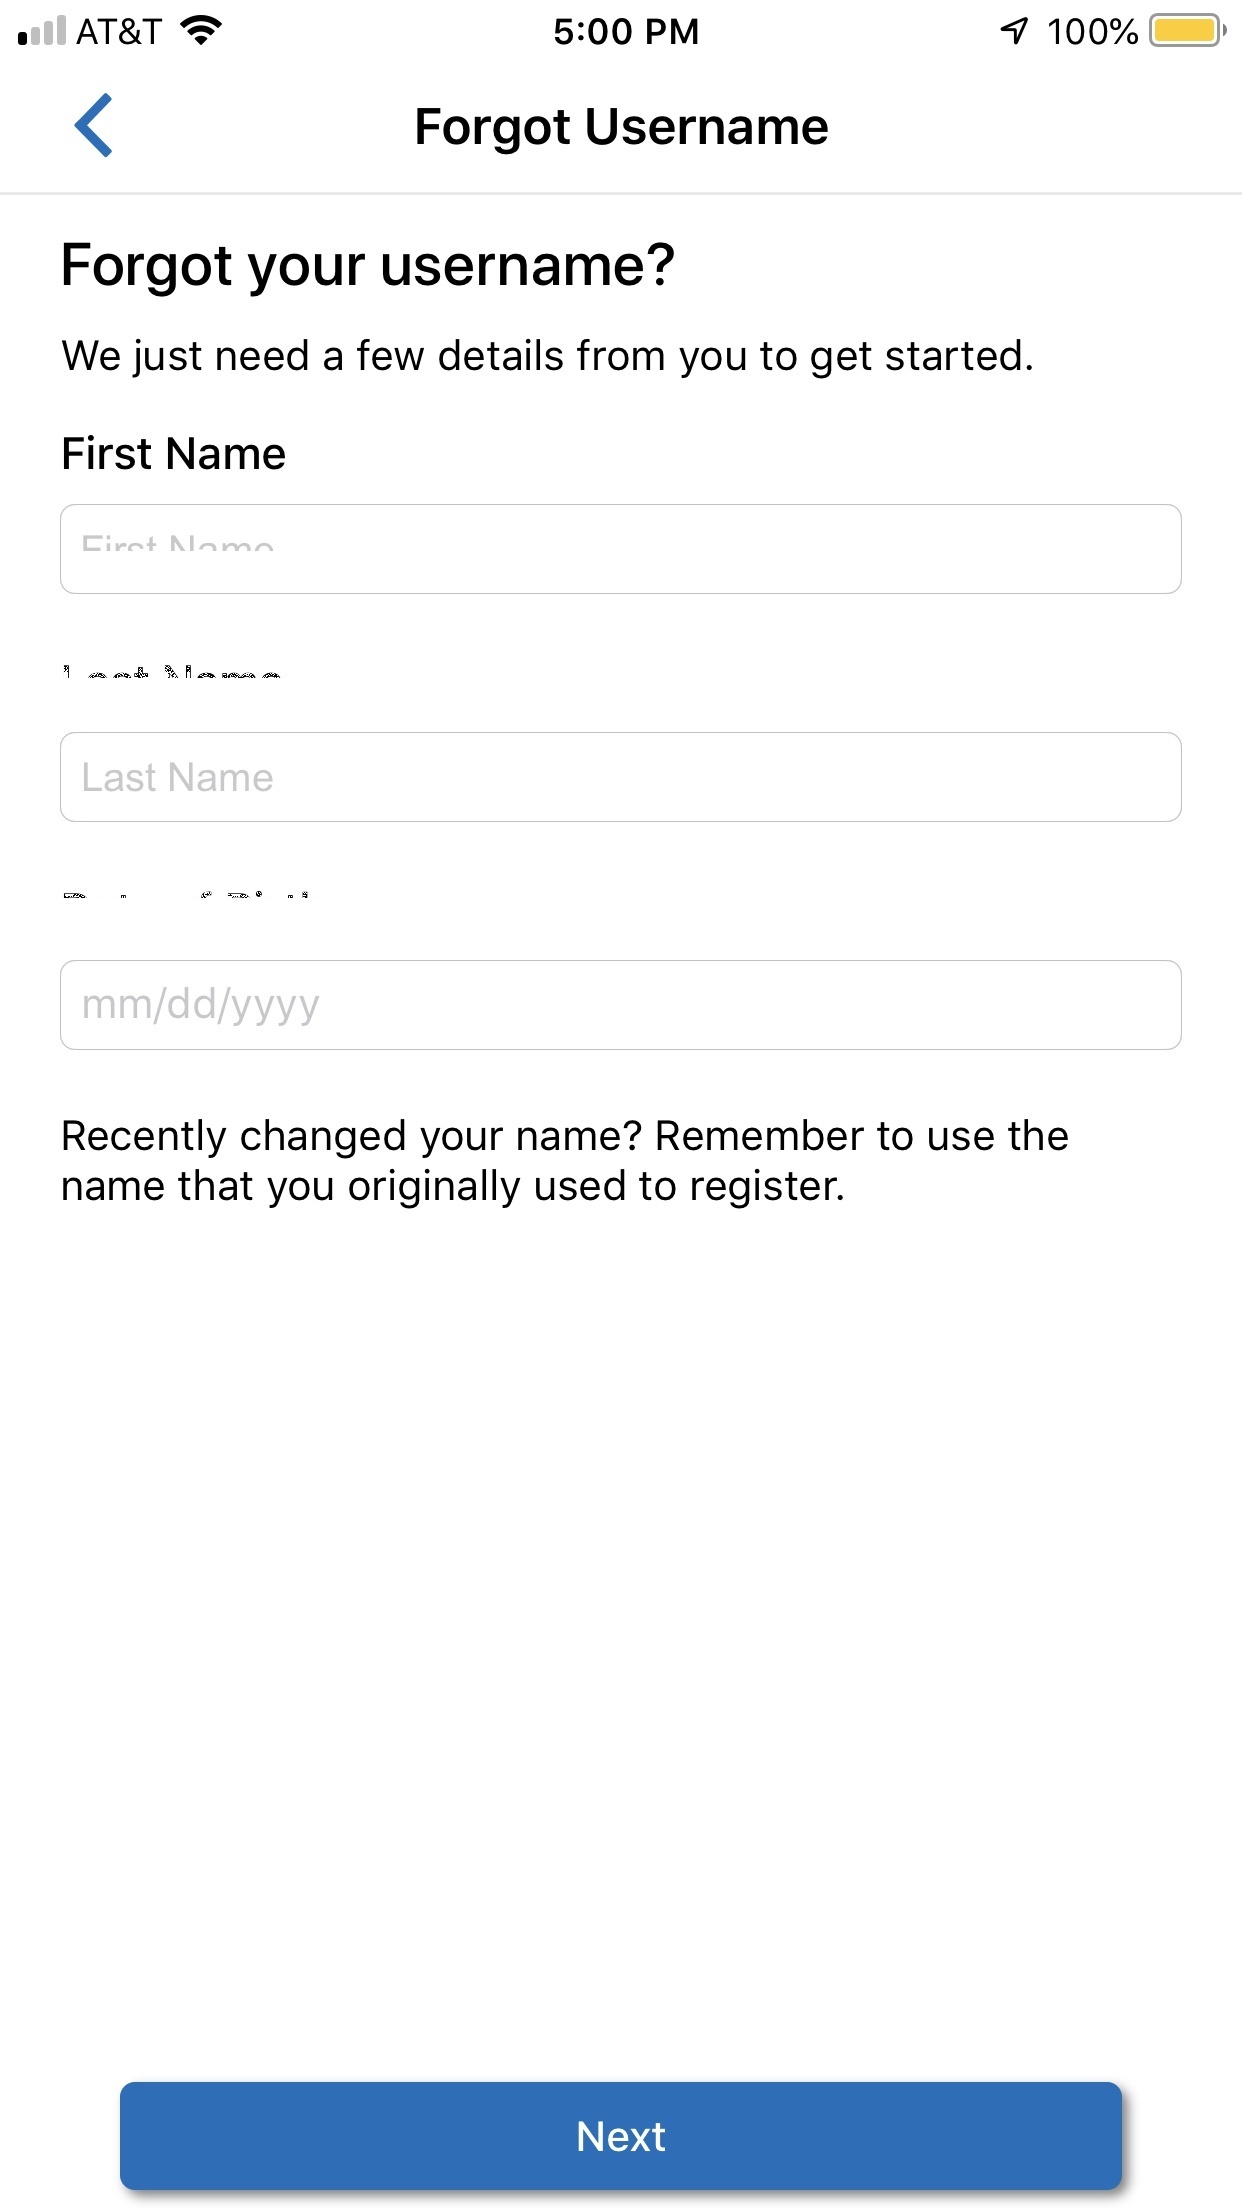 AT&T 5:00 PM 100%
Forgot Username
Forgot your username?
We just need a few details from you to get started.
First Name
First Name
Last Name
Last Name
mm/dd/yyyy
Recently changed your name? Remember to use the
name that you originally used to register.
Next